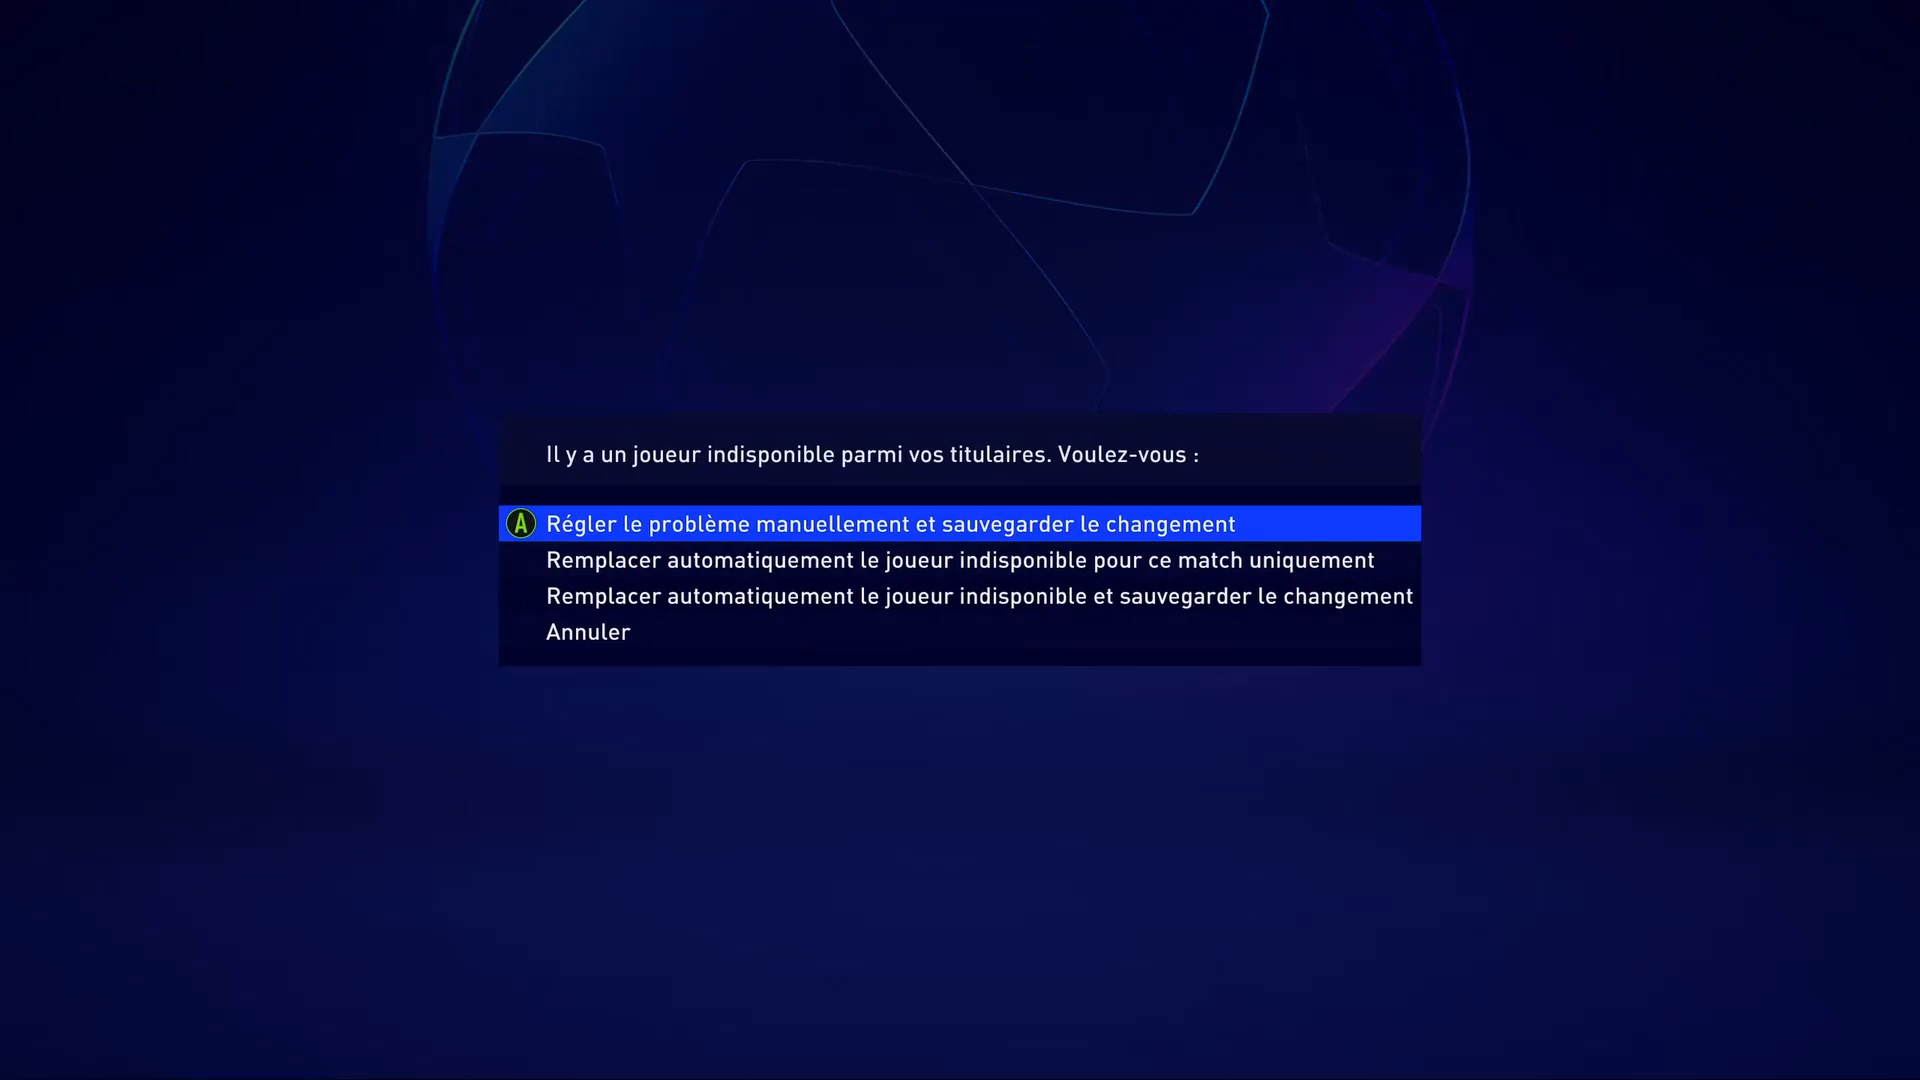 Il y a un joueur indisponible parmi vos titulaires. Voulez-vous :
A Régler le problème manuellement et sauvegarder le changement
Remplacer automatiquement le joueur indisponible pour ce match uniquement
Remplacer automatiquement le joueur indisponible et sauvegarder le changement
Annuler